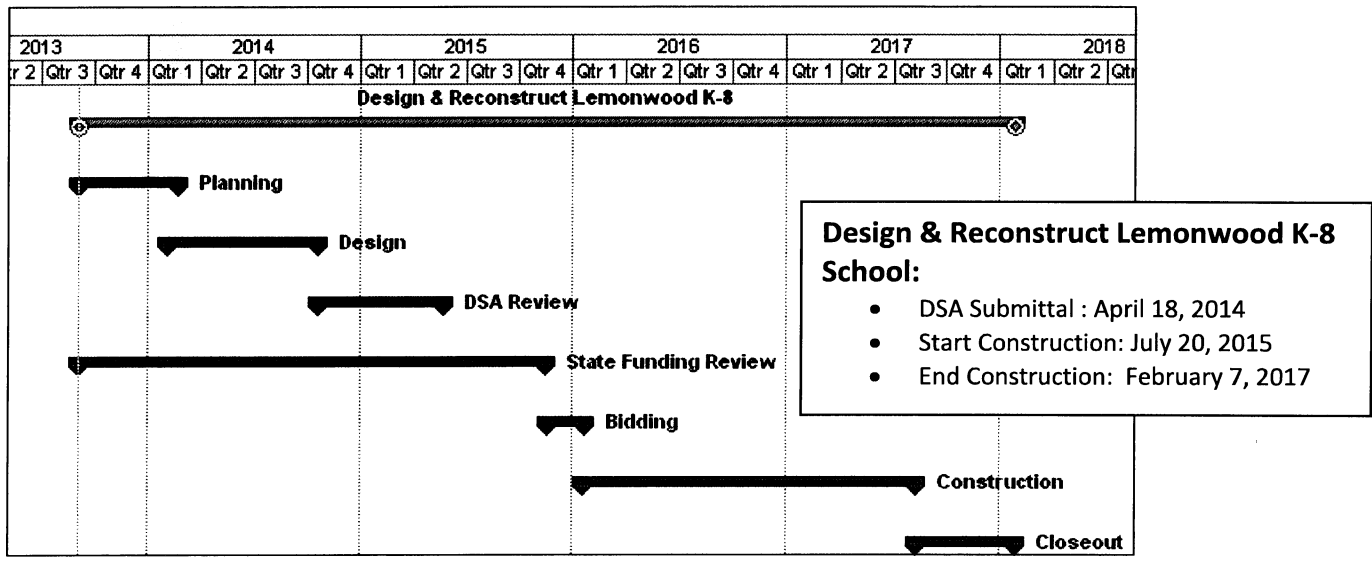 2013 2014 2015 2016 2017 2018
r 2 Qtr 3 Qtr 4 Qtr 1 Qtr 2 Qtr 3 Qtr 4 Qtr 1 Qtr 2 Qtr 3 Qtr 4 Qtr 1 Qtr 2 Qtr 3 Qtr 4 Qtr 1 Qtr 2 Qtr 3 Qtr 4 Qtr 1 Qtr 2 Qtr
Design & Reconstruct Lemonwood K-8
Planning
Design
DSA Review
State Funding Review
Bidding
Construction
Closeout
Design & Reconstruct Lemonwood K-8
School:
• DSA Submittal : April 18, 2014
• Start Construction: July 20, 2015
• End Construction: February 7, 2017